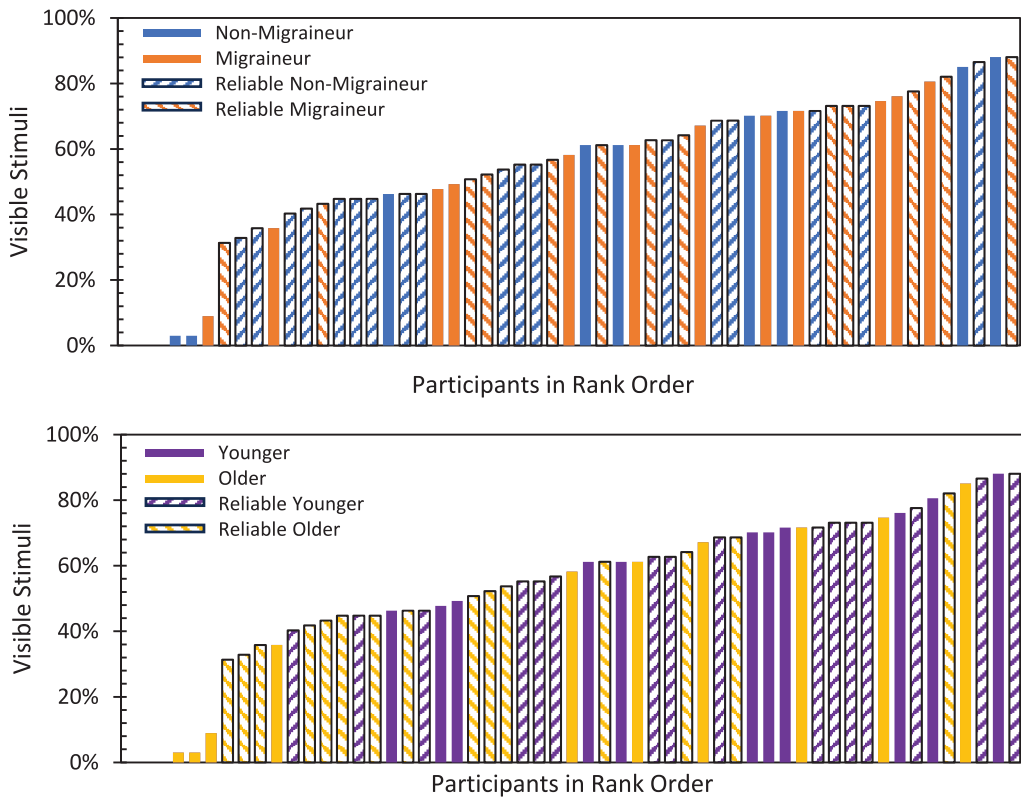 100%
80%
60%
40%
20%
0%
Visible Stimuli
Non-Migraineur
Migraineur
Reliable Non-Migraineur
Reliable Migraineur
Participants in Rank Order
100%
80%
60%
40%
20%
0%
Visible Stimuli
Younger
Older
Reliable Younger
Reliable Older
Participants in Rank Order